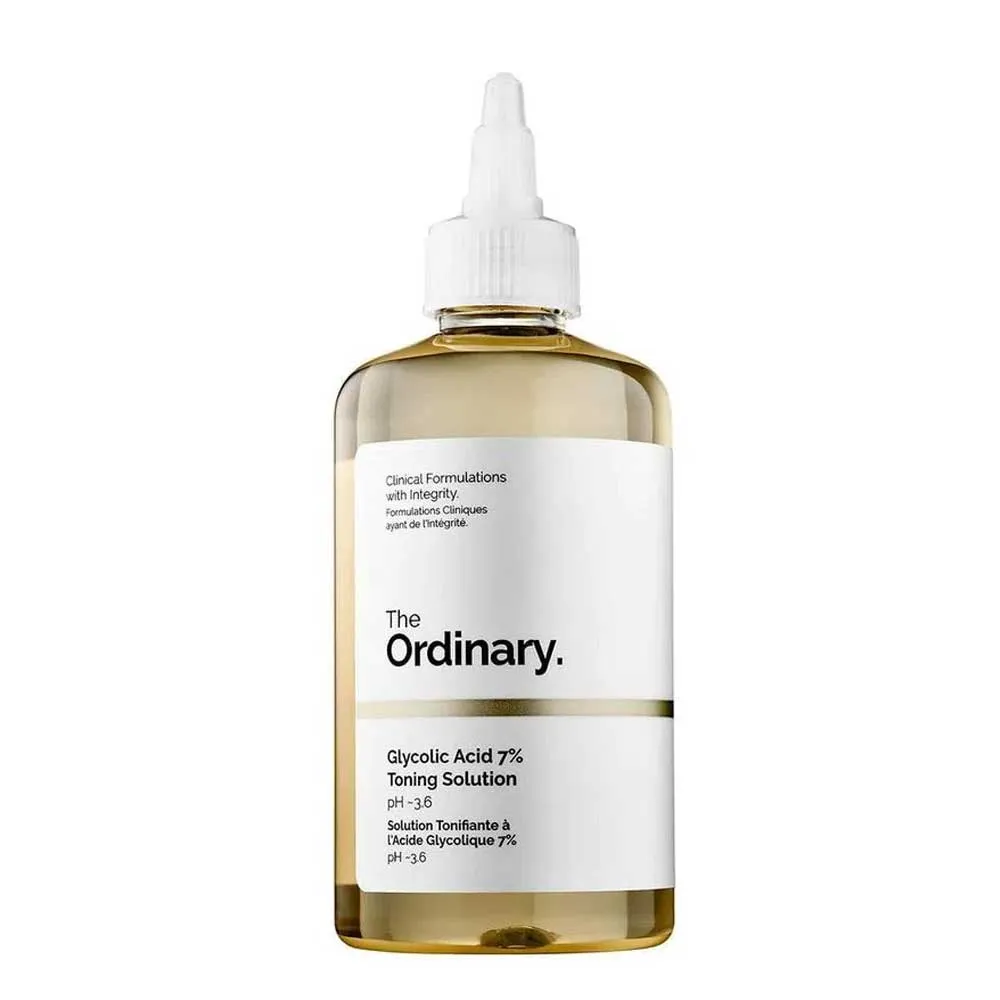 Clinical Formulations
with Integrity.
Formulations Cliniques
ayant de l'Intégrité.
The
Ordinary.
Glycolic Acid 7%
Toning Solution
pH ~3.6
Solution Tonifiante à
l'Acide Glycolique 7%
pH ~3.6